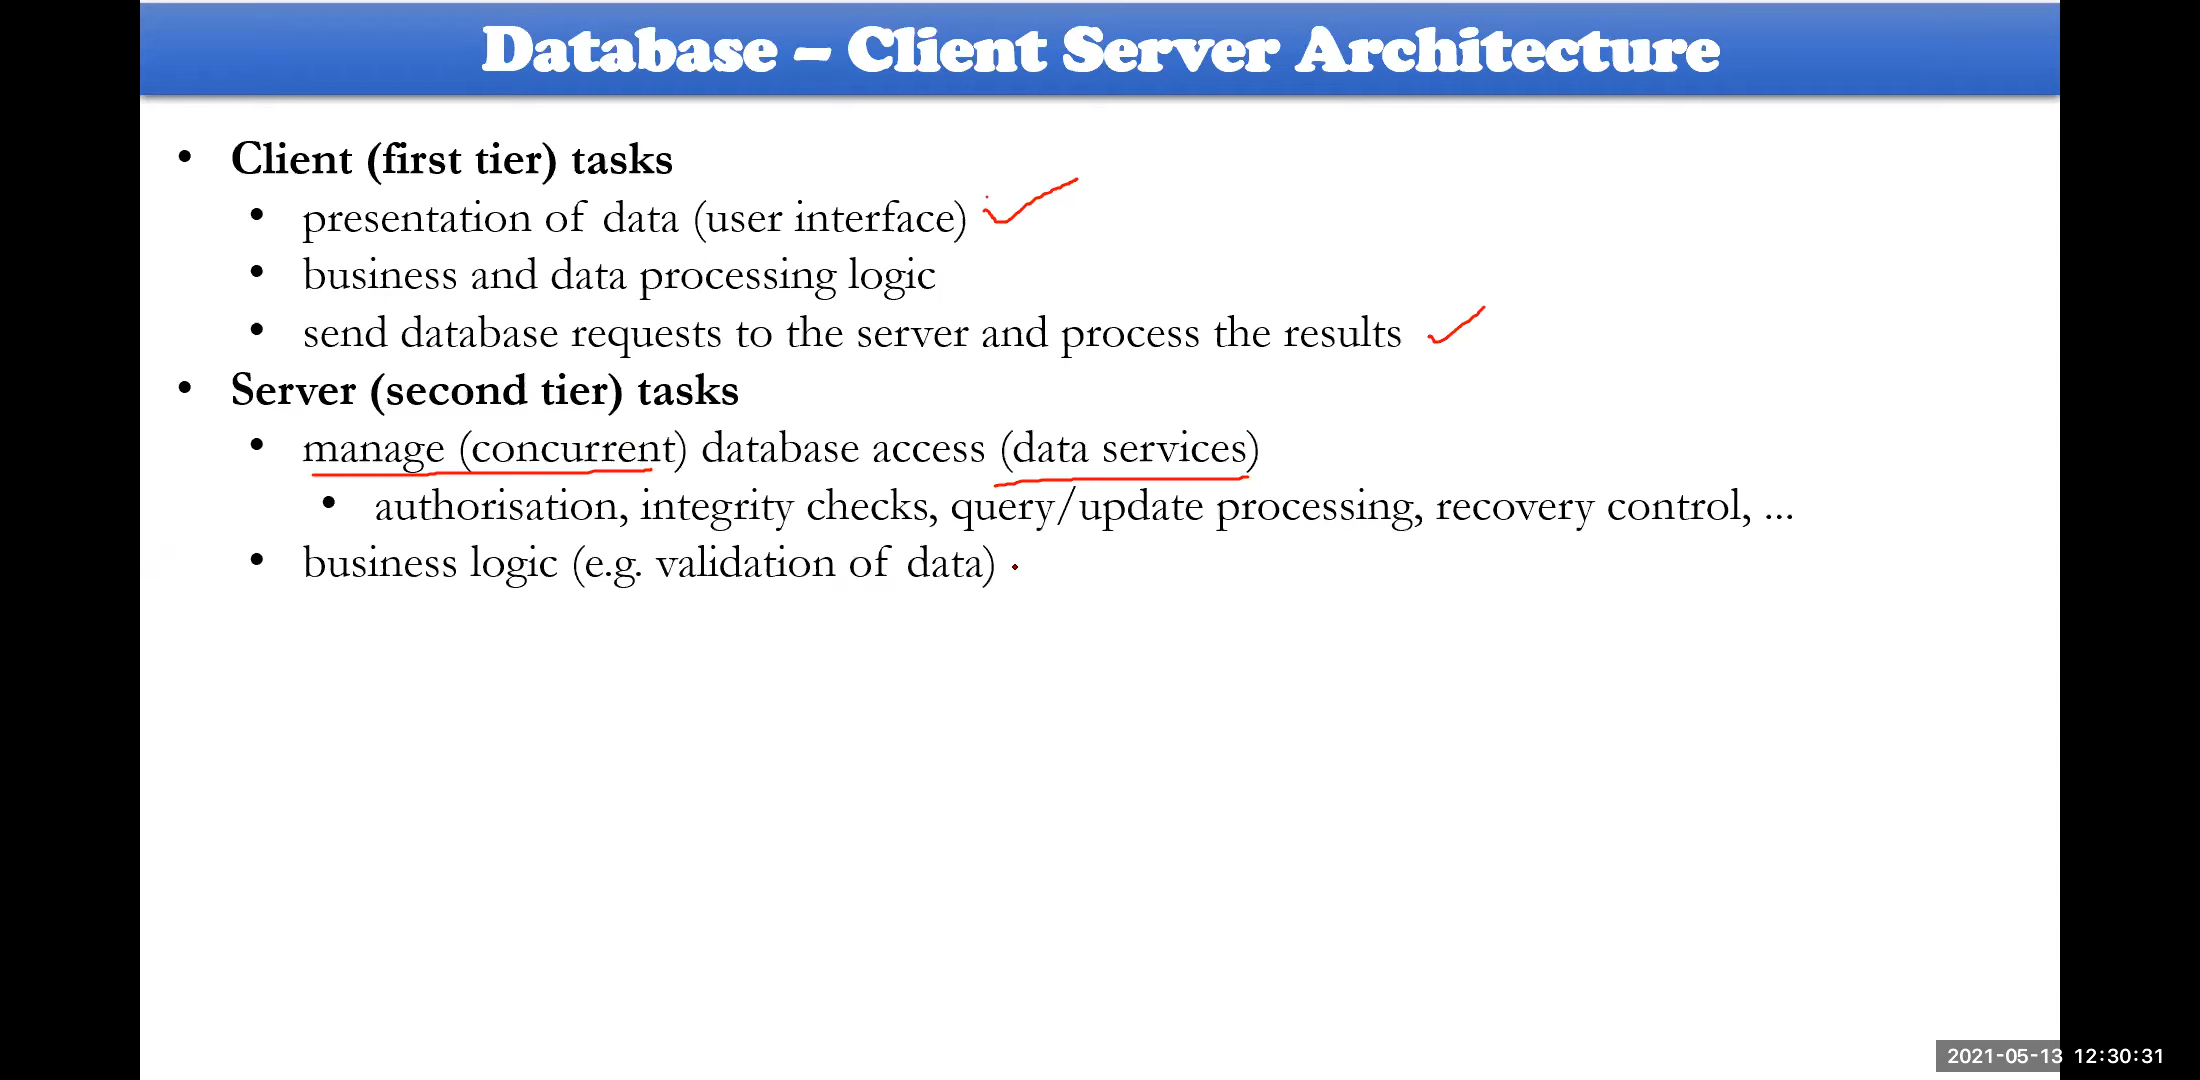 Database – Client Server Architecture
• Client (first tier) tasks
• presentation of data (user interface)
• business and data processing logic
• send database requests to the server and process the results
• Server (second tier) tasks
• manage (concurrent) database access (data services)
• authorisation, integrity checks, query/update processing, recovery control, ...
• business logic (e.g. validation of data)
2021-05-13 12:30:31